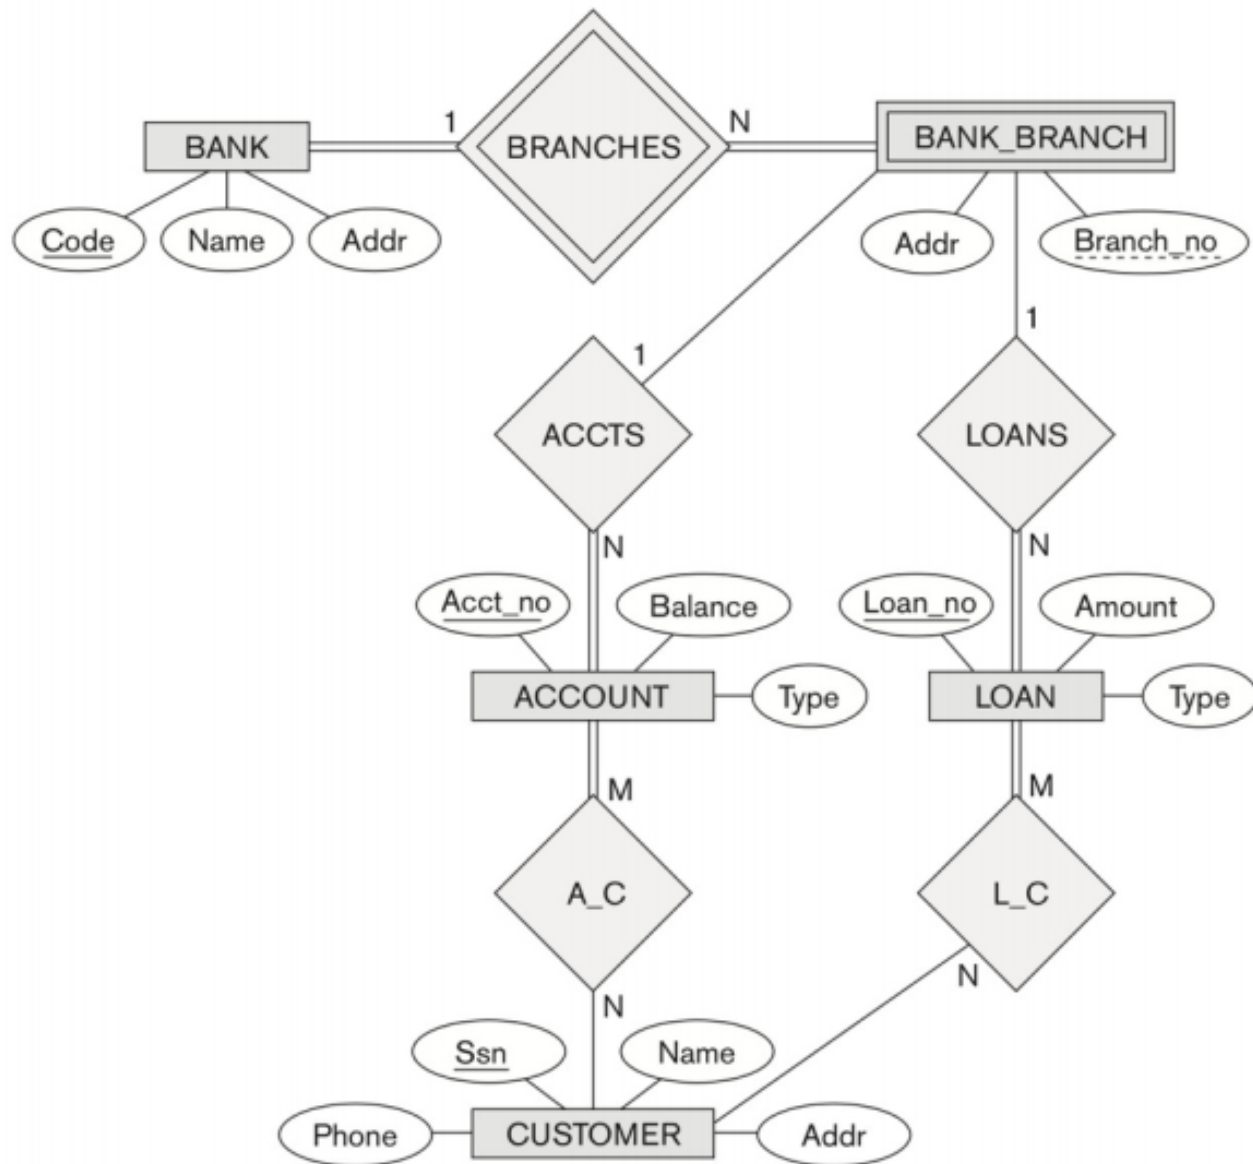 1
N
BANK
BRANCHES
BANK_BRANCH
Code
Name
Addr
Addr
Branch_no
1
1
ACCTS
LOANS
N
N
Acct_no
Balance
Loan_no
Amount
ACCOUNT
Type
LOAN
Type
M
M
A_C
L_C
N
N
Ssn
Name
Phone
CUSTOMER
Addr